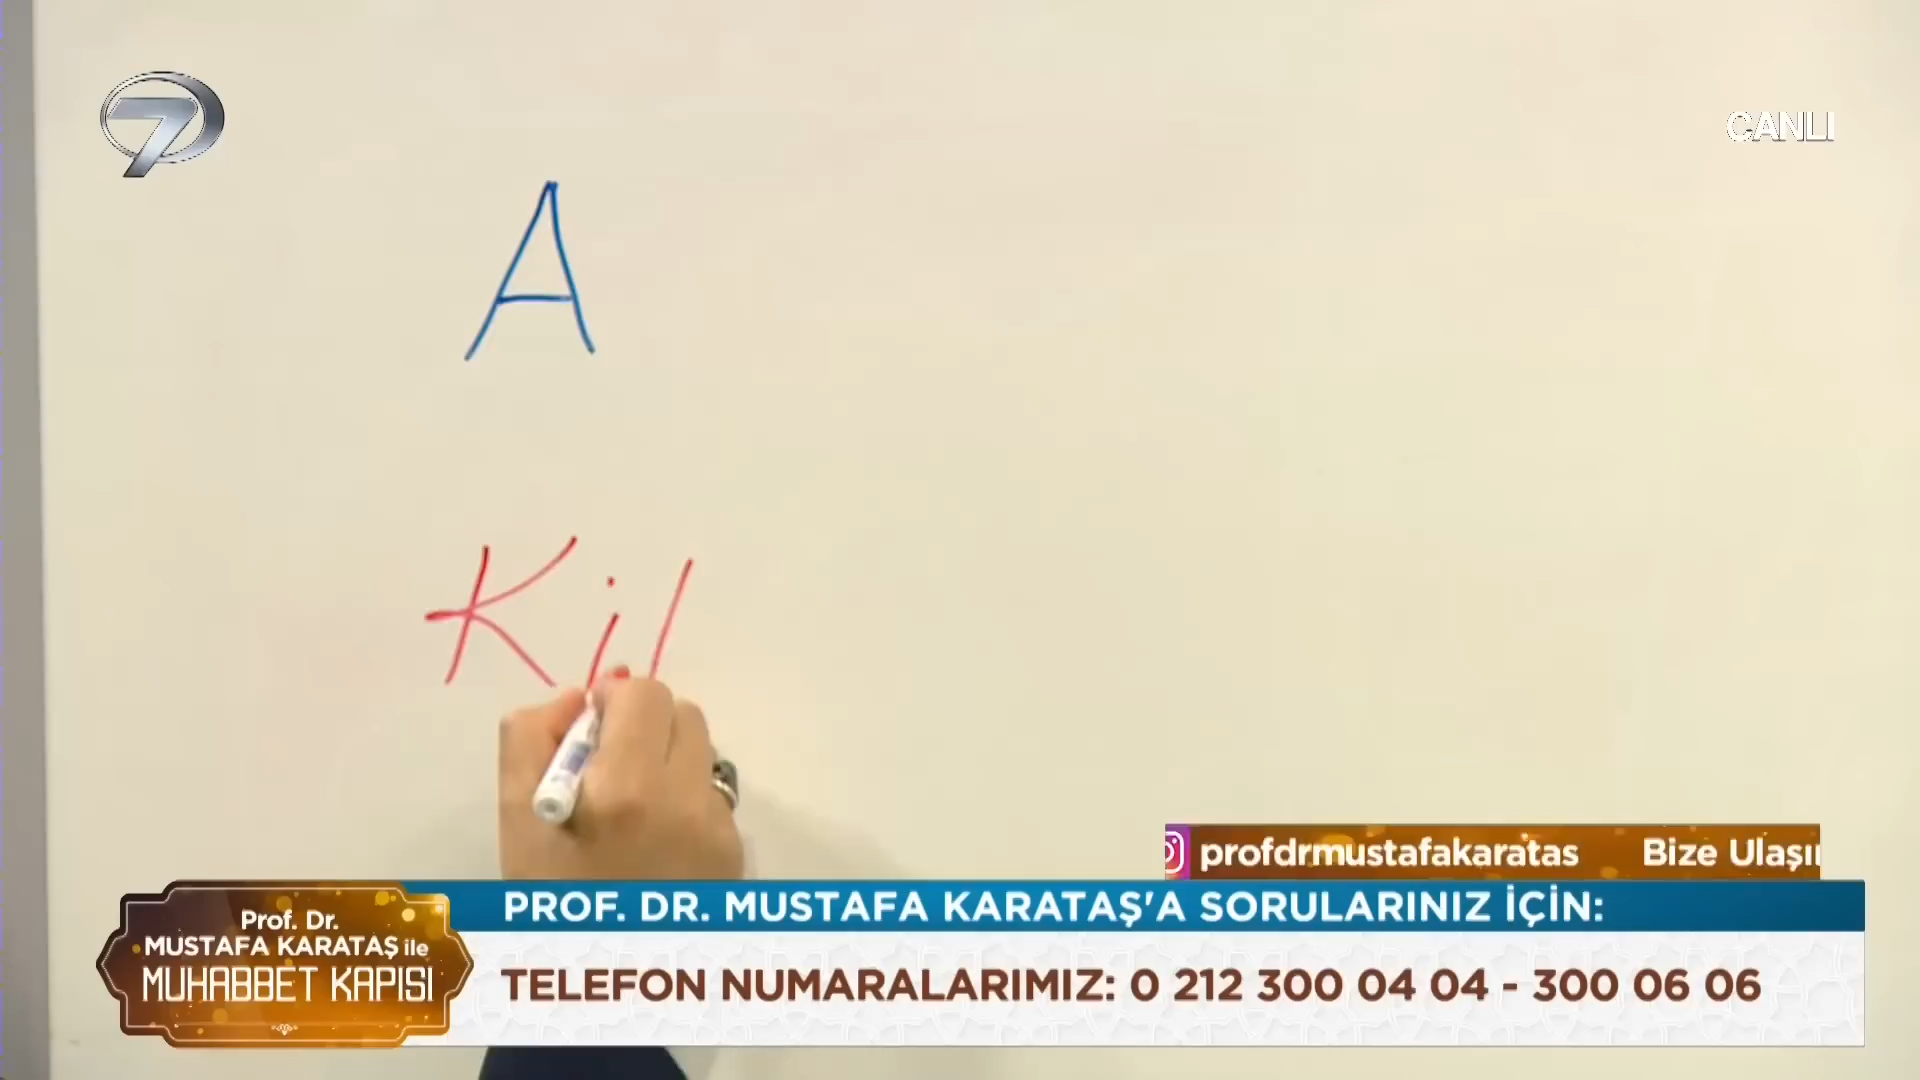 7
CANLI
A
Kil
profdrmustafakaratas Bize Ulaşı
PROF. DR. MUSTAFA KARATAŞ'A SORULARINIZ İÇİN:
Prof. Dr.
MUSTAFA KARATAŞ ile
MUHABBET KAPISI
TELEFON NUMARALARIMIZ: 0 212 300 04 04 - 300 06 06